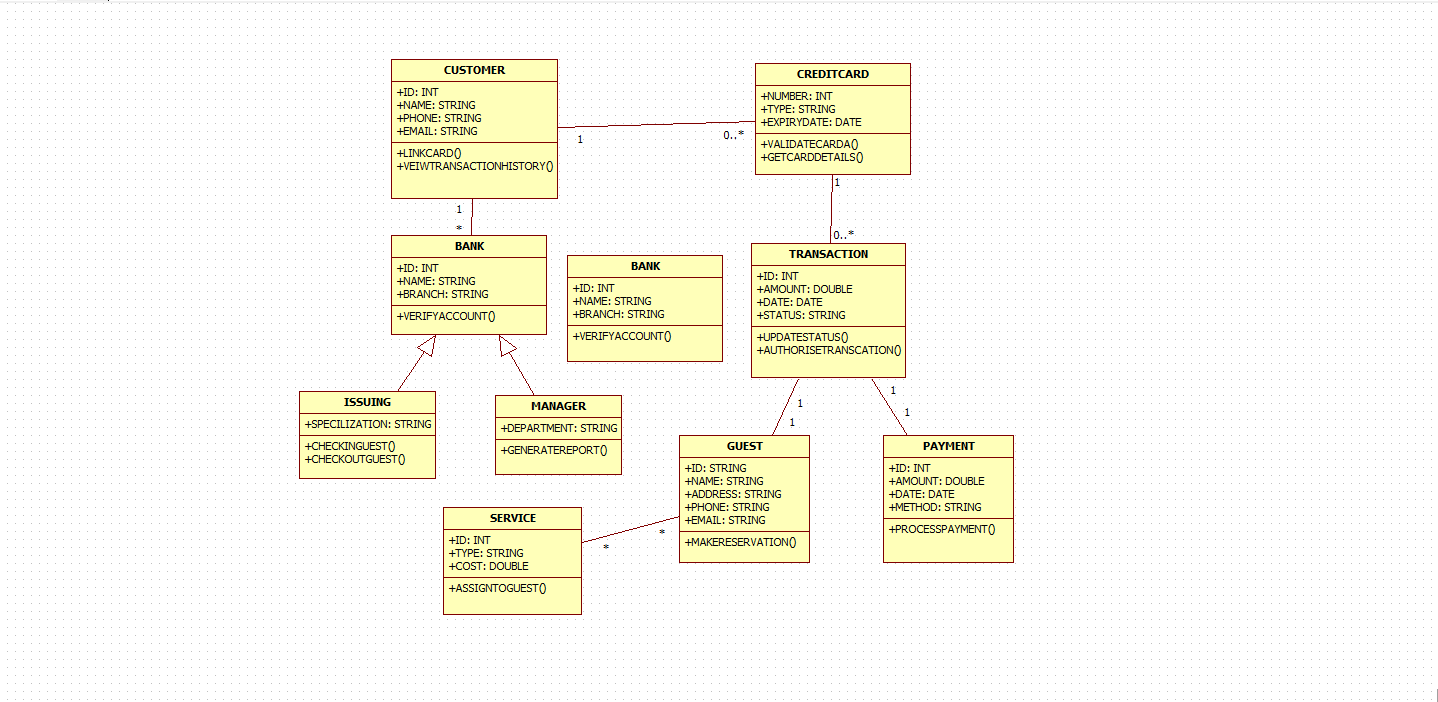 CUSTOMER
+ID: INT
+NAME: STRING
+PHONE: STRING
+EMAIL: STRING
+LINKCARD()
+VEIWTRANSACTIONHISTORY()
1
0..*
CREDITCARD
+NUMBER: INT
+TYPE: STRING
+EXPIRYDATE: DATE
+VALIDATECARDA()
+GETCARDDETAILS()
1
*
BANK
+ID: INT
+NAME: STRING
+BRANCH: STRING
+VERIFYACCOUNT()
BANK
+ID: INT
+NAME: STRING
+BRANCH: STRING
+VERIFYACCOUNT()
1
0..*
TRANSACTION
+ID: INT
+AMOUNT: DOUBLE
+DATE: DATE
+STATUS: STRING
+UPDATESTATUS()
+AUTHORISETRANSCATION()
ISSUING
+SPECILIZATION: STRING
+CHECKINGUEST()
+CHECKOUTGUEST()
MANAGER
+DEPARTMENT: STRING
+GENERATEREPORT()
1
1
1
1
GUEST
+ID: STRING
+NAME: STRING
+ADDRESS: STRING
+PHONE: STRING
+EMAIL: STRING
+MAKERESERVATION()
PAYMENT
+ID: INT
+AMOUNT: DOUBLE
+DATE: DATE
+METHOD: STRING
+PROCESSPAYMENT()
SERVICE
+ID: INT
+TYPE: STRING
+COST: DOUBLE
+ASSIGNTOGUEST()
*
*